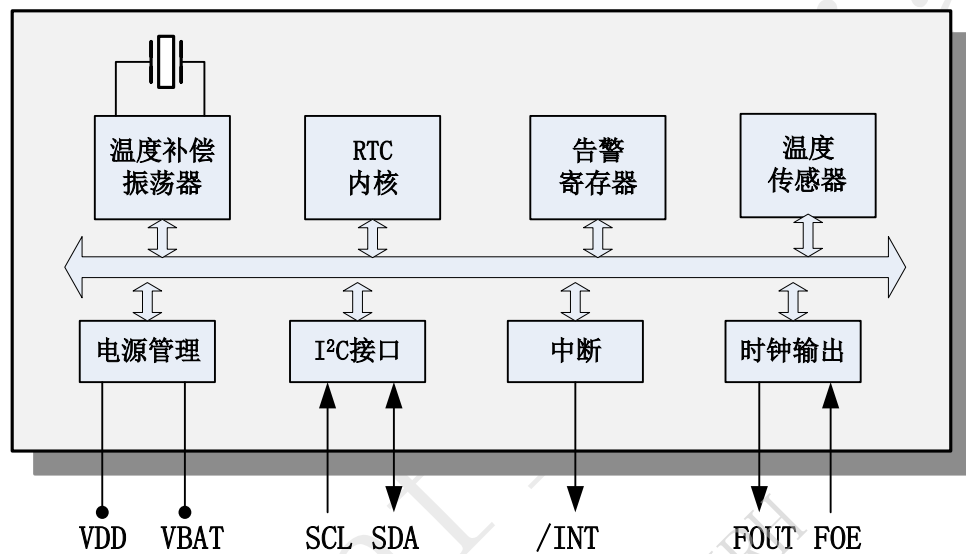 温度补偿
振荡器
RTC
内核
告警
寄存器
温度
传感器
电源管理
I²C接口
中断
时钟输出
VDD
VBAT
SCL
SDA
/INT
FOUT
FOE